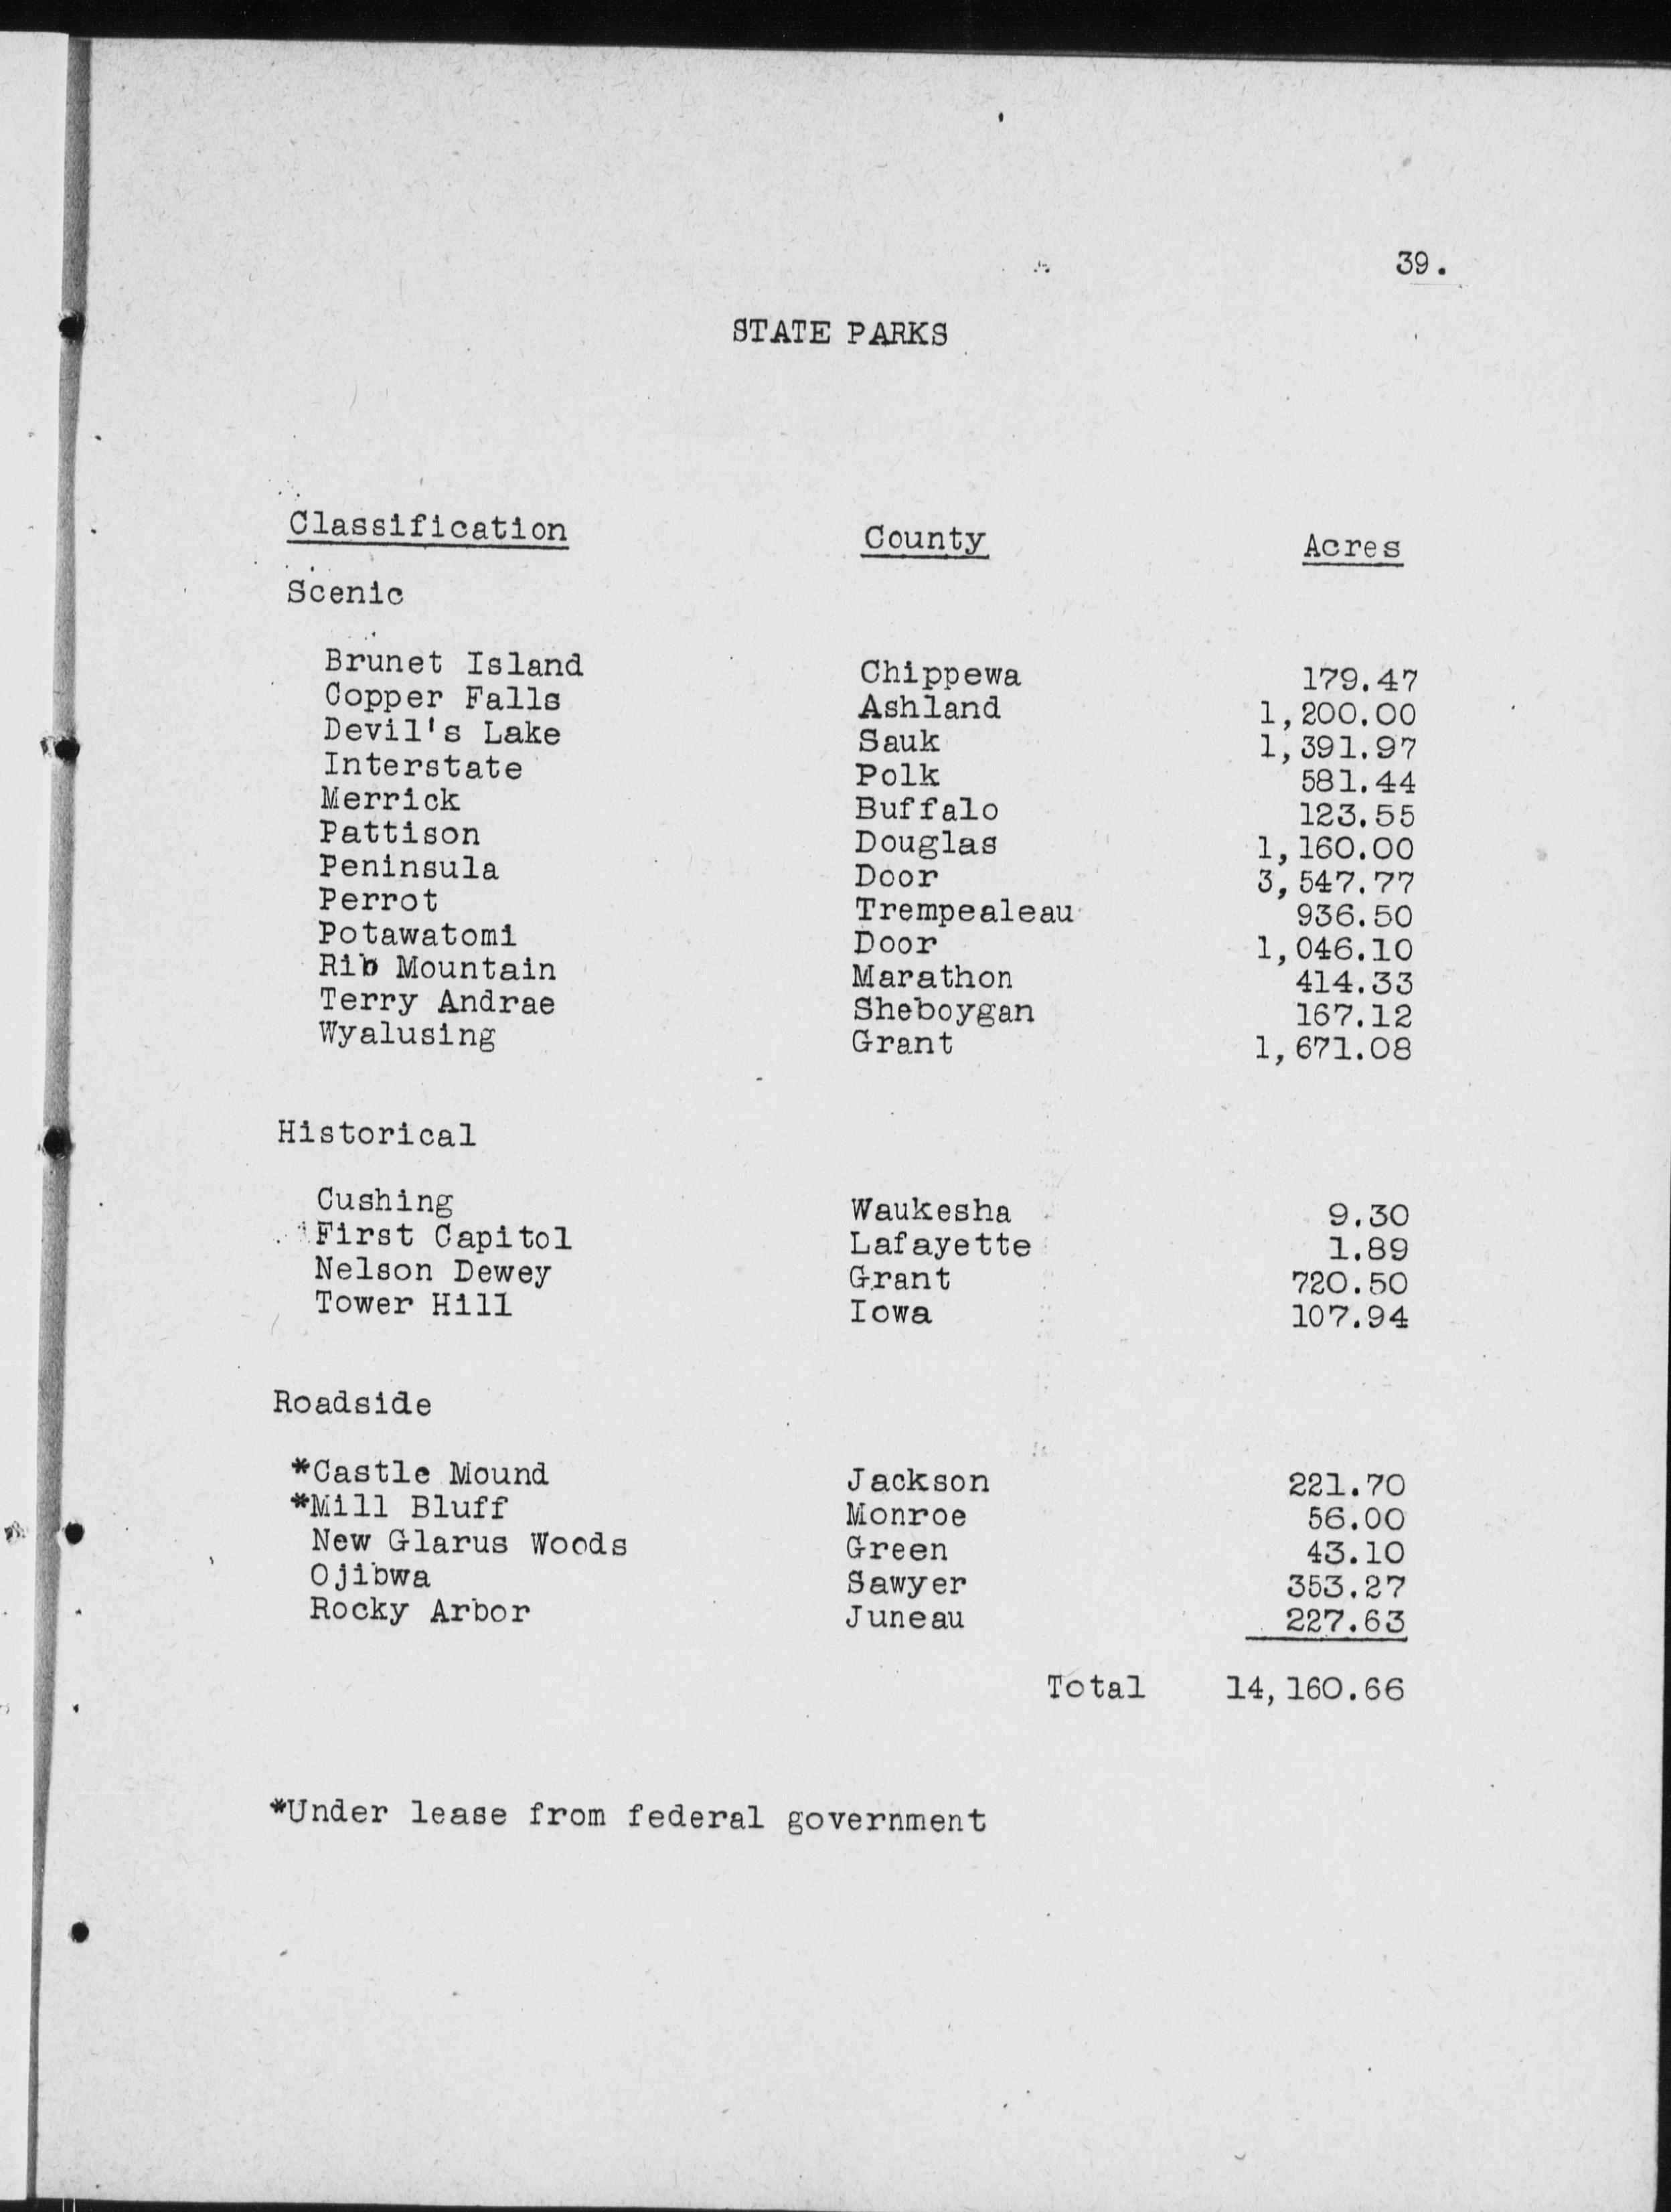 39.
STATE PARKS
Classification County Acres
Scenic
Brunet Island Chippewa 179.47
Copper Falls Ashland 1,200.00
Devil's Lake Sauk 1,391.97
Interstate Polk 581.44
Merrick Buffalo 123.55
Pattison Douglas 1,160.00
Peninsula Door 3,547.77
Perrot Trempealeau 936.50
Potawatomi Door 1,046.10
Rib Mountain Marathon 414.33
Terry Andrae Sheboygan 167.12
Wyalusing Grant 1,671.08
Historical
Cushing Waukesha 9.30
First Capitol Lafayette 1.89
Nelson Dewey Grant 720.50
Tower Hill Iowa 107.94
Roadside
*Castle Mound Jackson 221.70
*Mill Bluff Monroe 56.00
New Glarus Woods Green 43.10
Ojibwa Sawyer 353.27
Rocky Arbor Juneau 227.63
Total 14,160.66
*Under lease from federal government